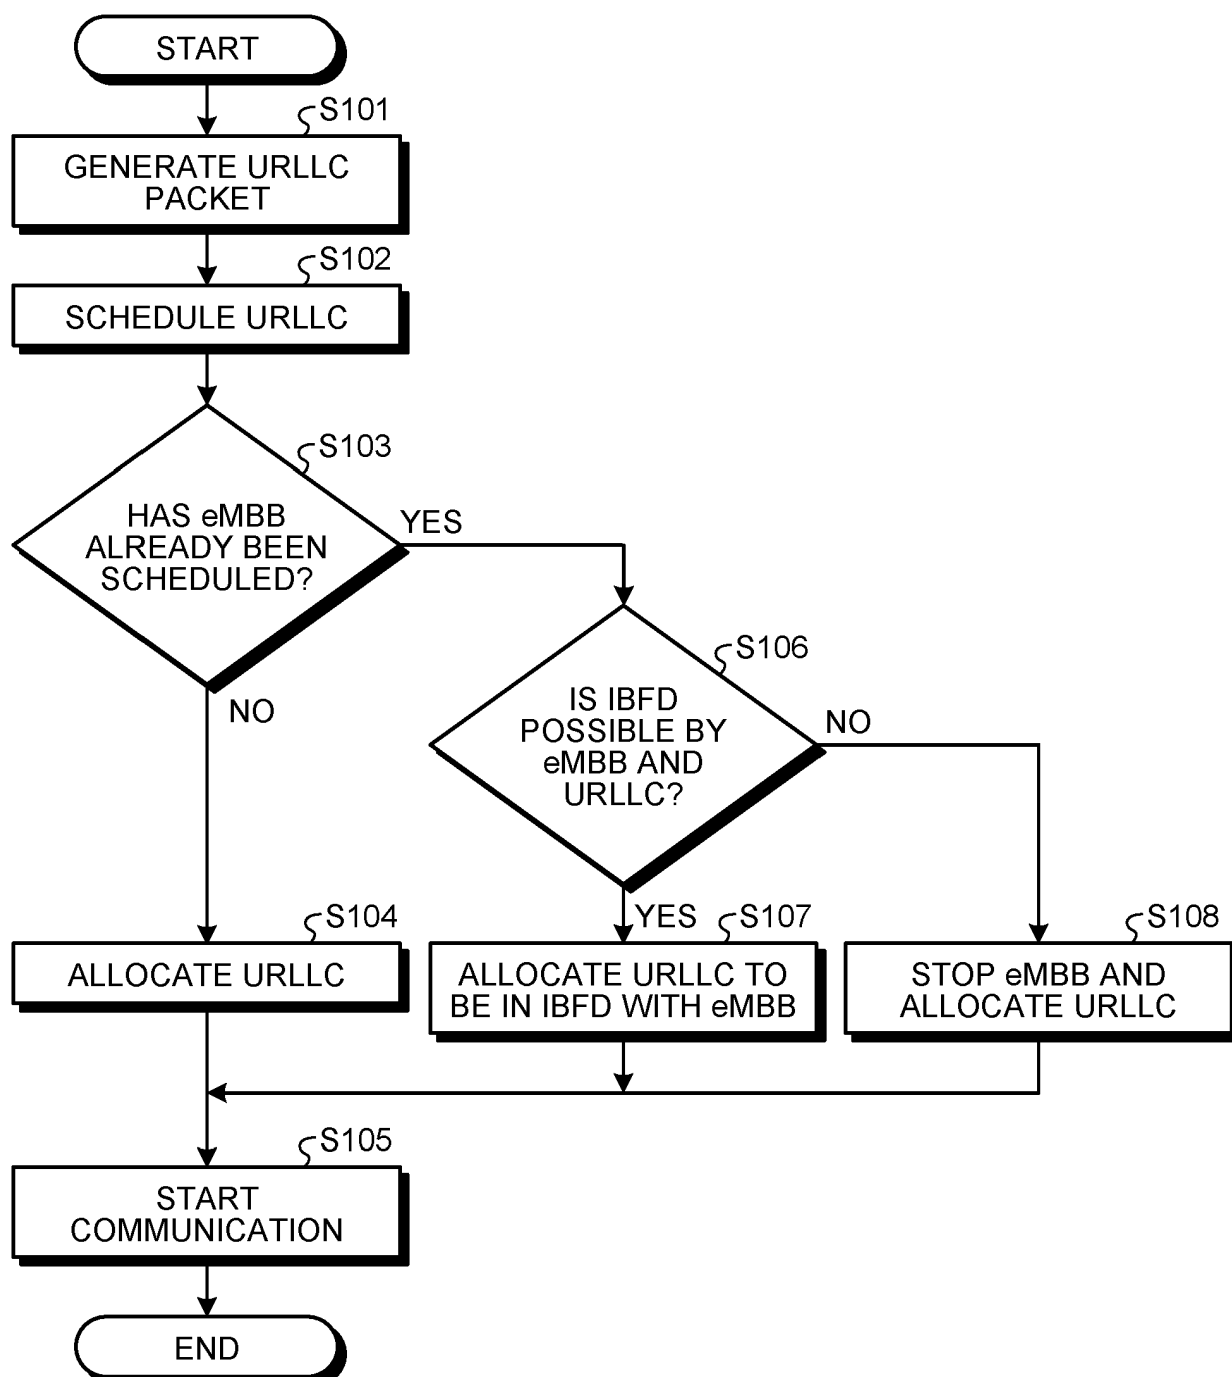 START
S101
GENERATE URLLC
PACKET
S102
SCHEDULE URLLC
S103
HAS eMBB
ALREADY BEEN
SCHEDULED?
YES
NO
S106
IS IBFD
POSSIBLE BY
eMBB AND
URLLC?
NO
YES
S104
ALLOCATE URLLC
S107
ALLOCATE URLLC TO
BE IN IBFD WITH eMBB
S108
STOP eMBB AND
ALLOCATE URLLC
S105
START
COMMUNICATION
END